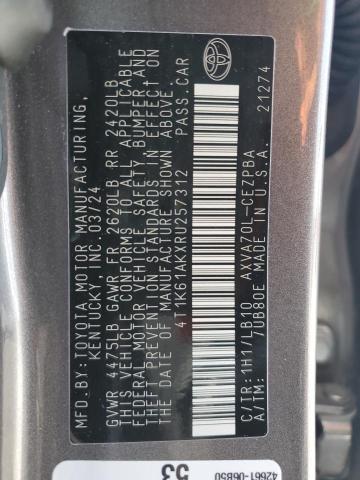 MFD.BY:TOYOTA MOTOR MANUFACTURING,
KENTUCKY,INC. 03/24
GVWR 4475LB GAWR FR 2620LB RR 2420LB
THIS VEHICLE CONFORMS TO ALL APPLICABLE
FEDERAL MOTOR VEHICLE SAFETY, BUMPER AND
THEFT PREVENTION STANDARDS IN EFFECT ON
THE DATE OF MANUFACTURE SHOWN ABOVE.
4T1K61AKXRU257312 PASS.CAR
C/TR:1H1/LB10 AXVA70L-CEZPBA
A/TM: /UB80E MADE IN U.S.A. 21274
42661-06B50
53